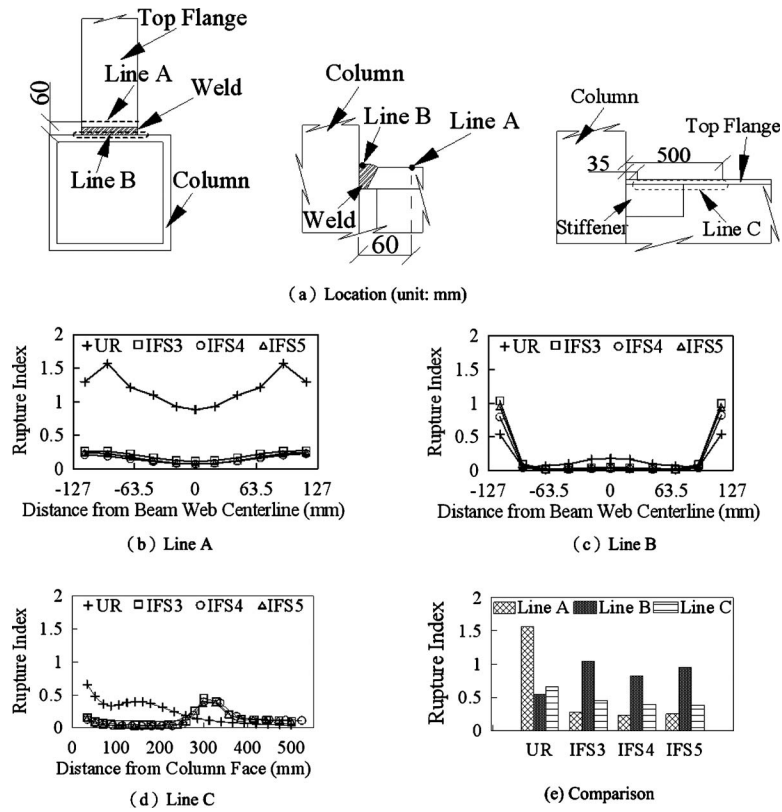 Top Flange
Line A
Weld
60
Line B
Column
Column
Line B
Line A
Weld
60
Column
Top Flange
500
35
Stiffener
Line C
(a) Location (unit: mm)
UR IFS3 IFS4 IFS5
Rupture Index
2
1.5
1
0.5
0
-127 -63.5 0 63.5 127
Distance from Beam Web Centerline (mm)
(b) Line A
UR IFS3 IFS4 IFS5
Rupture Index
2
1.5
1
0.5
0
-127 -63.5 0 63.5 127
Distance from Beam Web Centerline (mm)
(c) Line B
UR IFS3 IFS4 IFS5
Rupture Index
2
1.5
1
0.5
0
0 100 200 300 400 500
Distance from Column Face (mm)
(d) Line C
Line A Line B Line C
Rupture Index
2
1.5
1
0.5
0
UR IFS3 IFS4 IFS5
(e) Comparison